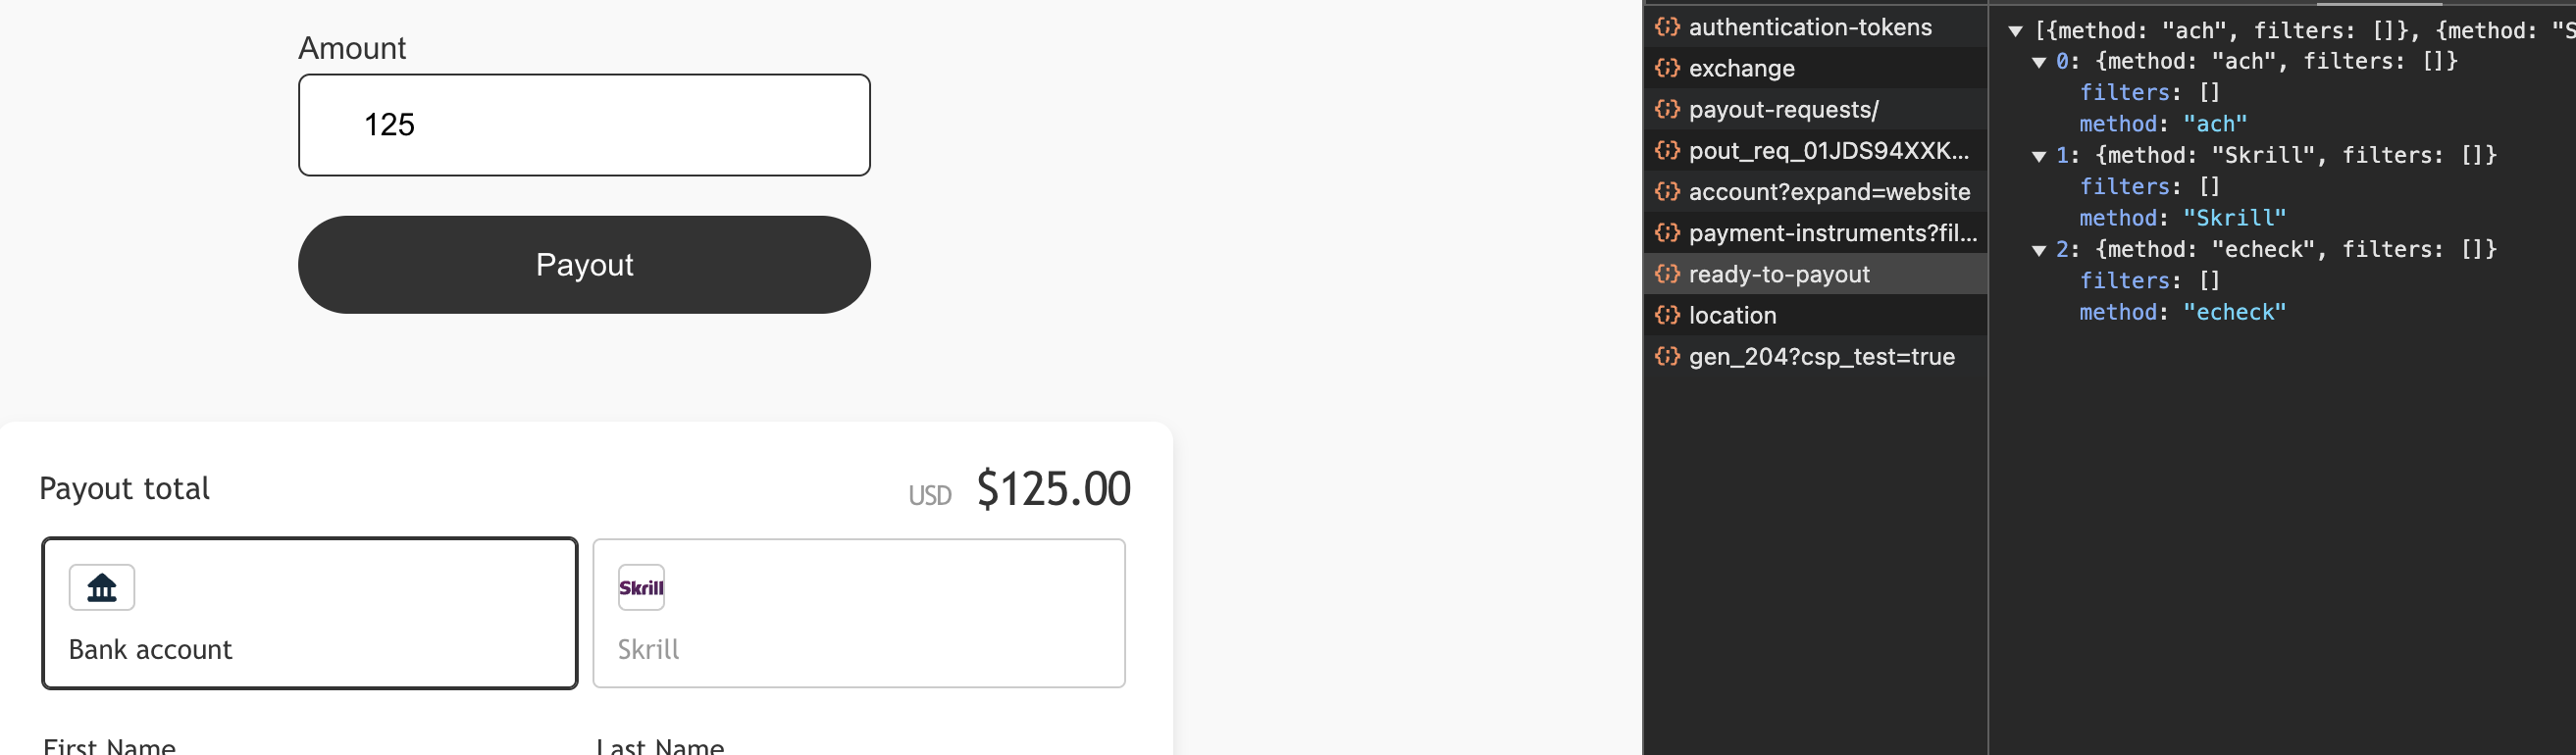 Amount
125
Payout
Payout total
USD $125.00
Bank account
Skrill
Skrill
First Name
Last Name
authentication-tokens
exchange
payout-requests/
pout_req_01JDS94XXK...
account?expand=website
payment-instruments?fil...
ready-to-payout
location
gen_204?csp_test=true
[{method: "ach", filters: []}, {method: "S
0: {method: "ach", filters: []}
filters: []
method: "ach"
1: {method: "Skrill", filters: []}
filters: []
method: "Skrill"
2: {method: "echeck", filters: []}
filters: []
method: "echeck"